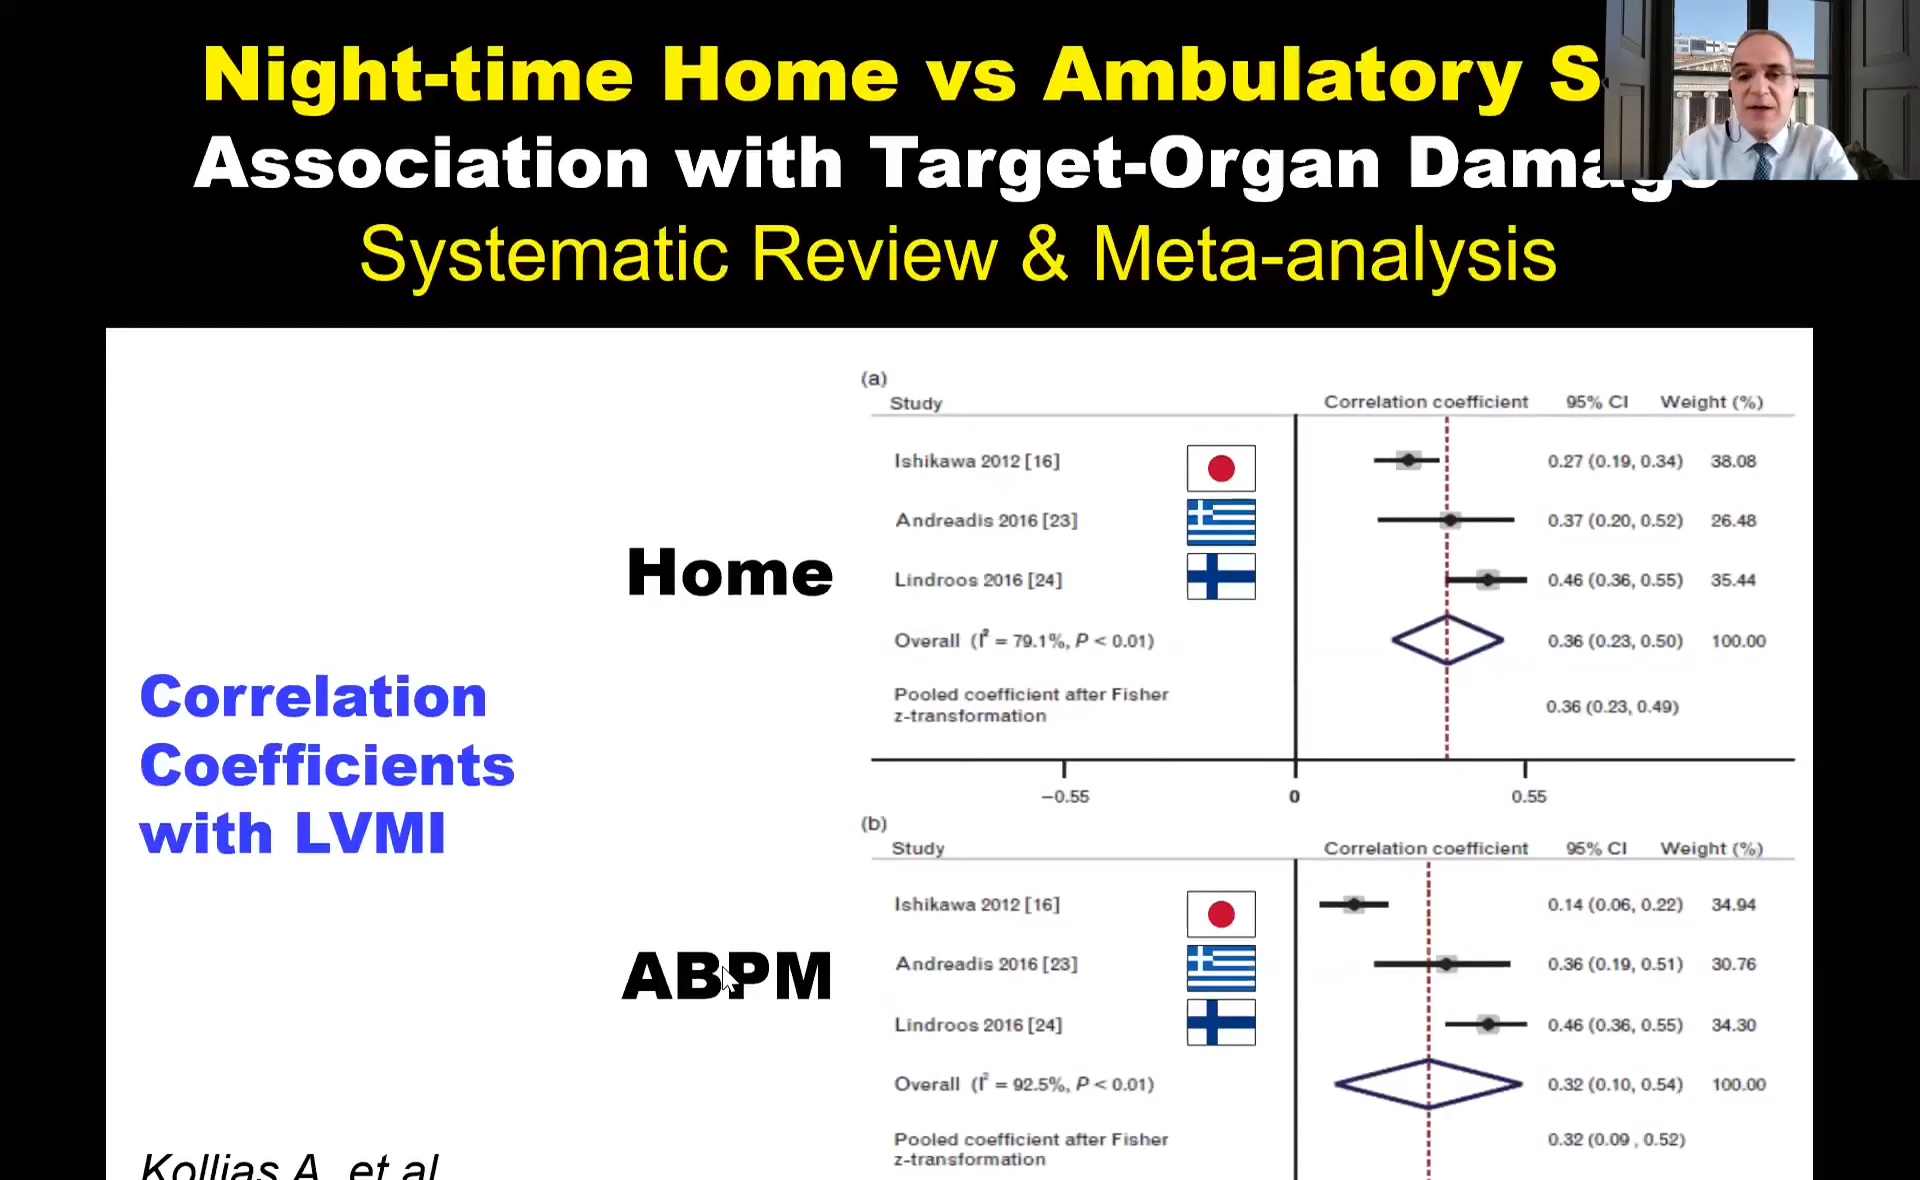 Night-time Home vs Ambulatory
Association with Target-Organ Damage
Systematic Review & Meta-analysis
(a)
Study Correlation coefficient 95% CI Weight (%)
Ishikawa 2012 [16] 0.27 (0.19, 0.34) 38.08
Andreadis 2016 [23] 0.37 (0.20, 0.52) 26.48
Home
Lindroos 2016 [24] 0.46 (0.36, 0.55) 35.44
Overall (I² = 79.1%, P < 0.01) 0.36 (0.23, 0.50) 100.00
Pooled coefficient after Fisher
z-transformation
0.36 (0.23, 0.49)
−0.55 0 0.55
Correlation
Coefficients
with LVMI
(b)
Study Correlation coefficient 95% CI Weight (%)
Ishikawa 2012 [16] 0.14 (0.06, 0.22) 34.94
Andreadis 2016 [23] 0.36 (0.19, 0.51) 30.76
ABPM
Lindroos 2016 [24] 0.46 (0.36, 0.55) 34.30
Overall (I² = 92.5%, P < 0.01) 0.32 (0.10, 0.54) 100.00
Pooled coefficient after Fisher
z-transformation
0.32 (0.09 , 0.52)
Kollias A, et al